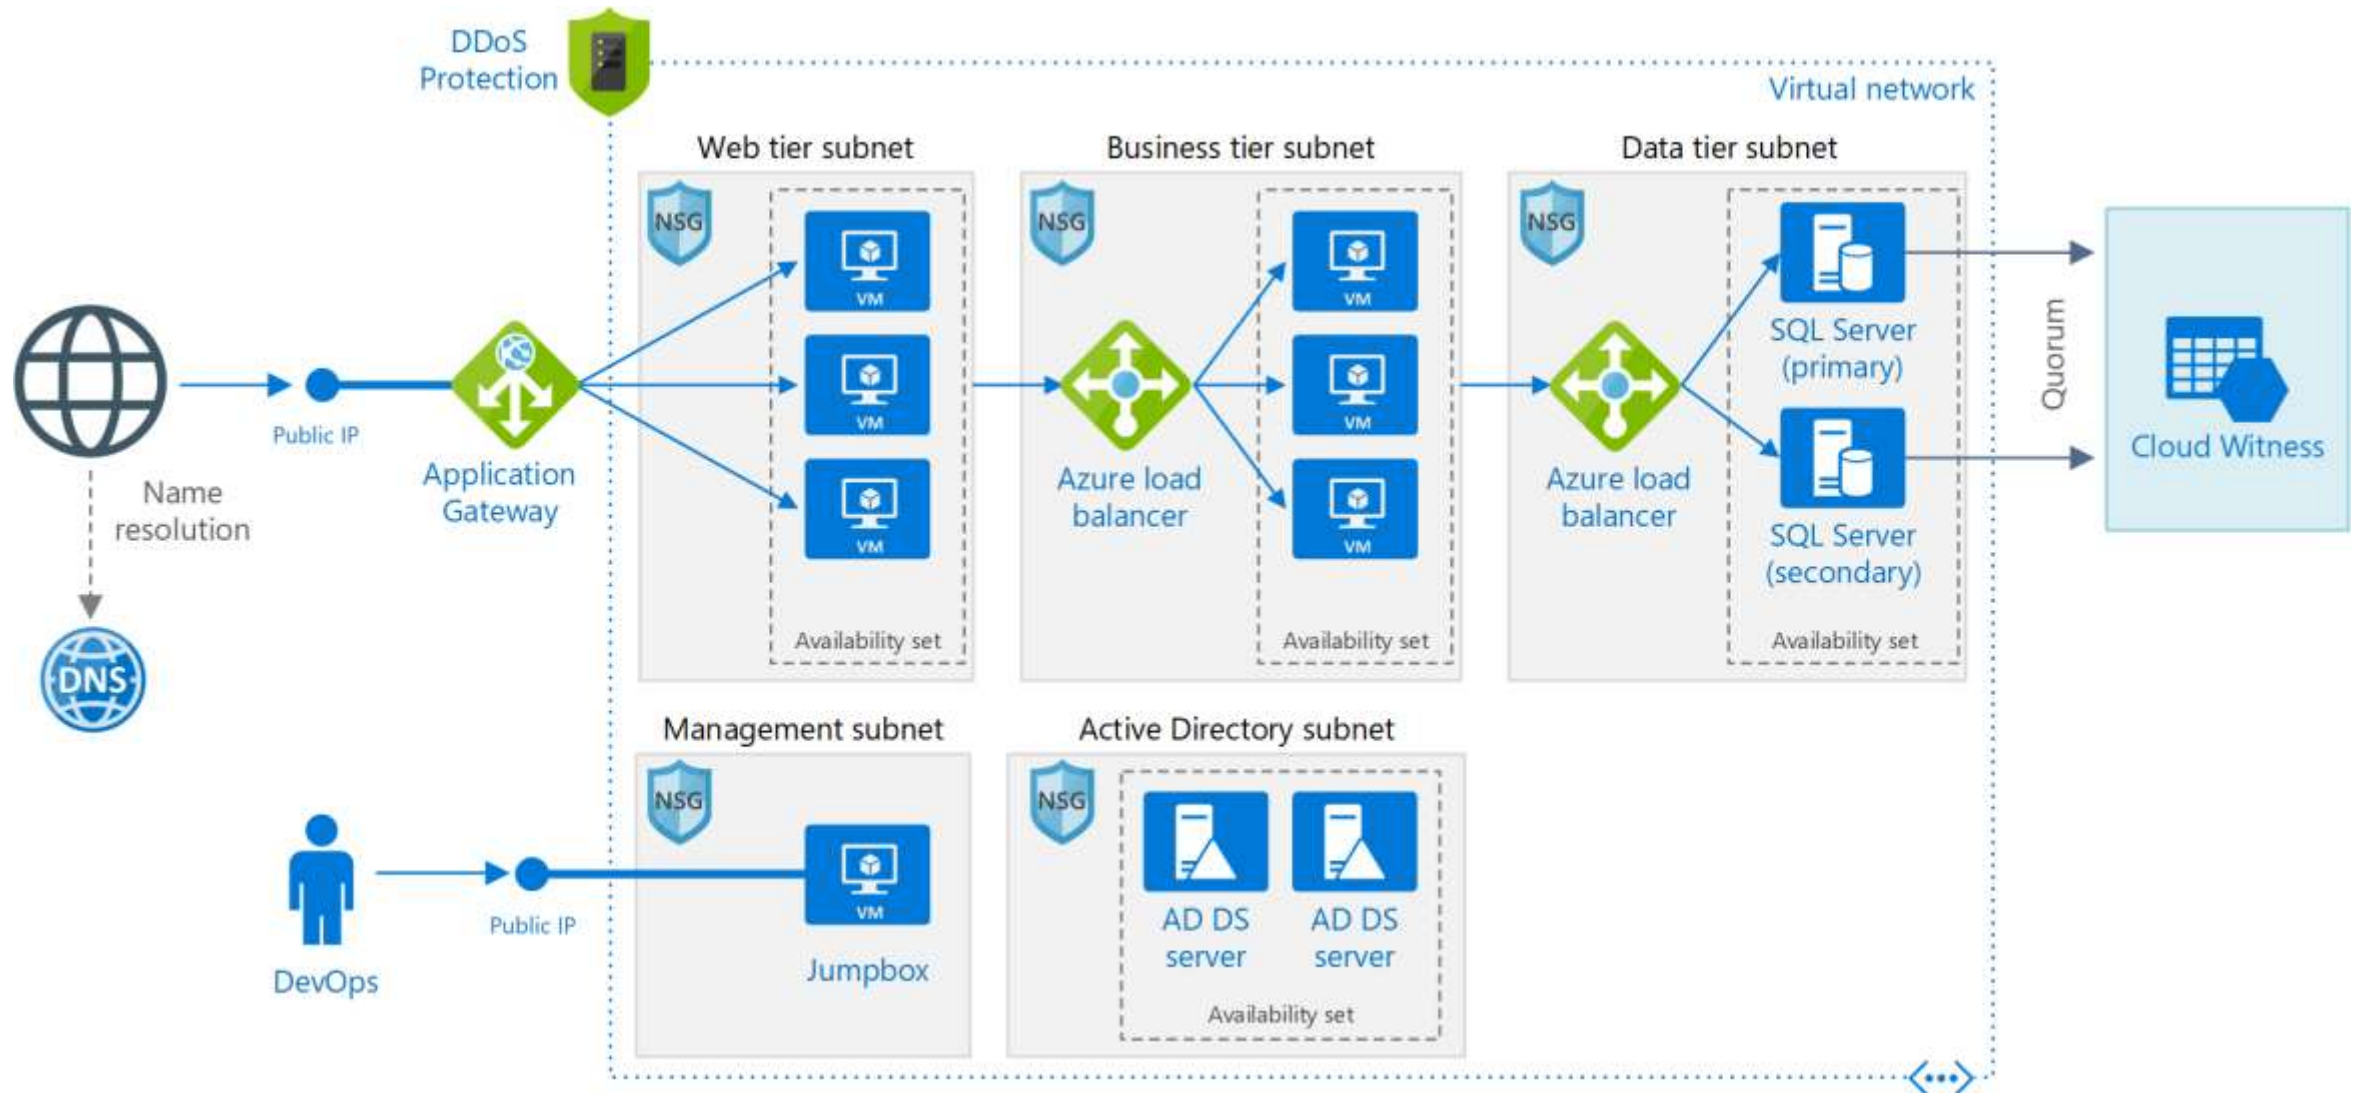 DDoS
Protection
Virtual network
Web tier subnet
Business tier subnet
Data tier subnet
NSG
NSG
NSG
VM
VM
VM
Availability set
VM
VM
VM
Availability set
SQL Server
(primary)
SQL Server
(secondary)
Availability set
Public IP
Application
Gateway
Azure load
balancer
Azure load
balancer
Quorum
Cloud Witness
Name
resolution
DNS
Management subnet
Active Directory subnet
NSG
NSG
VM
Jumpbox
AD DS
server
AD DS
server
Availability set
Public IP
DevOps